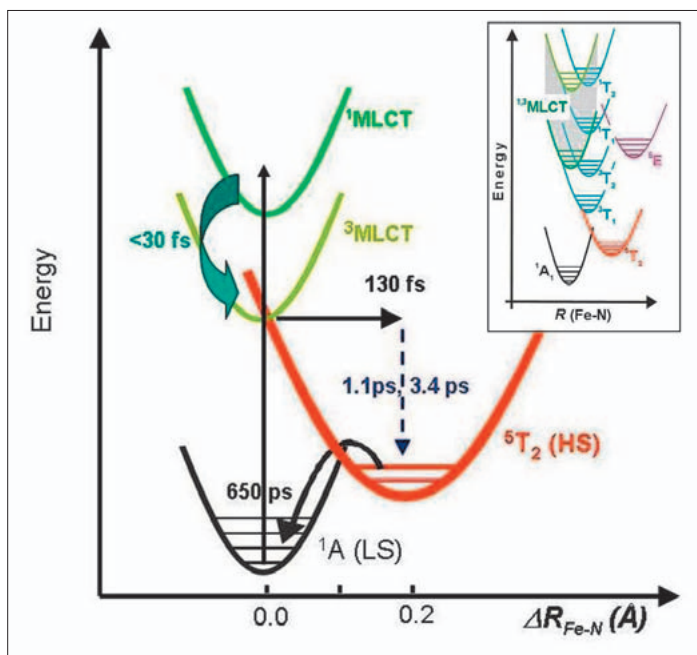 ¹MLCT
<30 fs
³MLCT
130 fs
1.1ps, 3.4 ps
⁵T₂ (HS)
650 ps
¹A (LS)
Energy
0.0
0.2
ΔR_Fe-N (Å)
Energy
¹T₂
¹,³MLCT
¹T₁
⁵E
³T₂
³T₁
¹A₁
⁵T₂
R (Fe-N)